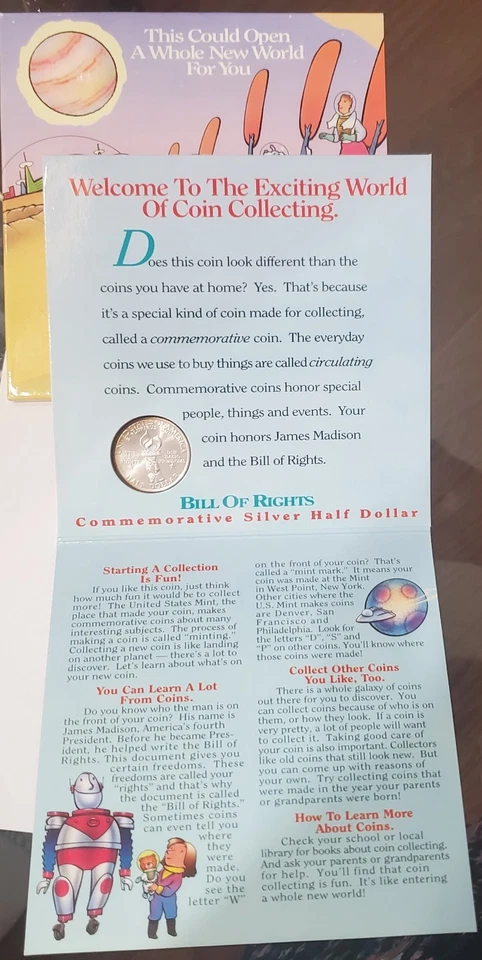 This Could Open
A Whole New World
For You
Welcome To The Exciting World
Of Coin Collecting.
Does this coin look different than the
coins you have at home? Yes. That's because
it's a special kind of coin made for collecting,
called a commemorative coin. The everyday
coins we use to buy things are called circulating
coins. Commemorative coins honor special
people, things and events. Your
coin honors James Madison
and the Bill of Rights.
BILL OF RIGHTS
Commemorative Silver Half Dollar
Starting A Collection
Is Fun!
If you like this coin, just think
how much fun it would be to collect
more! The United States Mint, the
place that made your coin, makes
commemorative coins about many
interesting subjects. The process of
making a coin is called "minting."
Collecting a new coin is like landing
on another planet — there's a lot to
discover. Let's learn about what's on
your new coin.
You Can Learn A Lot
From Coins.
Do you know who the man is on
the front of your coin? His name is
James Madison, America's fourth
President. Before he became Pres-
ident, he helped write the Bill of
Rights. This document gives you
certain freedoms. These
freedoms are called your
"rights" and that's why
the document is called
the "Bill of Rights."
Sometimes coins
can even tell you
where
they
were
made.
Do you
see the
letter "W"
on the front of your coin? That's
called a "mint mark." It means your
coin was made at the Mint
in West Point, New York.
Other cities where the
U.S. Mint makes coins
are Denver, San
Francisco and
Philadelphia. Look for
the letters "D", "S" and
"P" on other coins. You'll know where
those coins were made!
Collect Other Coins
You Like, Too.
There is a whole galaxy of coins
out there for you to discover. You
can collect coins because of who is on
them, or how they look. If a coin is
very pretty, a lot of people will want
to collect it. Taking good care of
your coin is also important. Collectors
like old coins that still look new. But
you can come up with reasons of
your own. Try collecting coins that
were made in the year your parents
or grandparents were born!
How To Learn More
About Coins.
Check your school or local
library for books about coin collecting.
And ask your parents or grandparents
for help. You'll find that coin
collecting is fun. It's like entering
a whole new world!